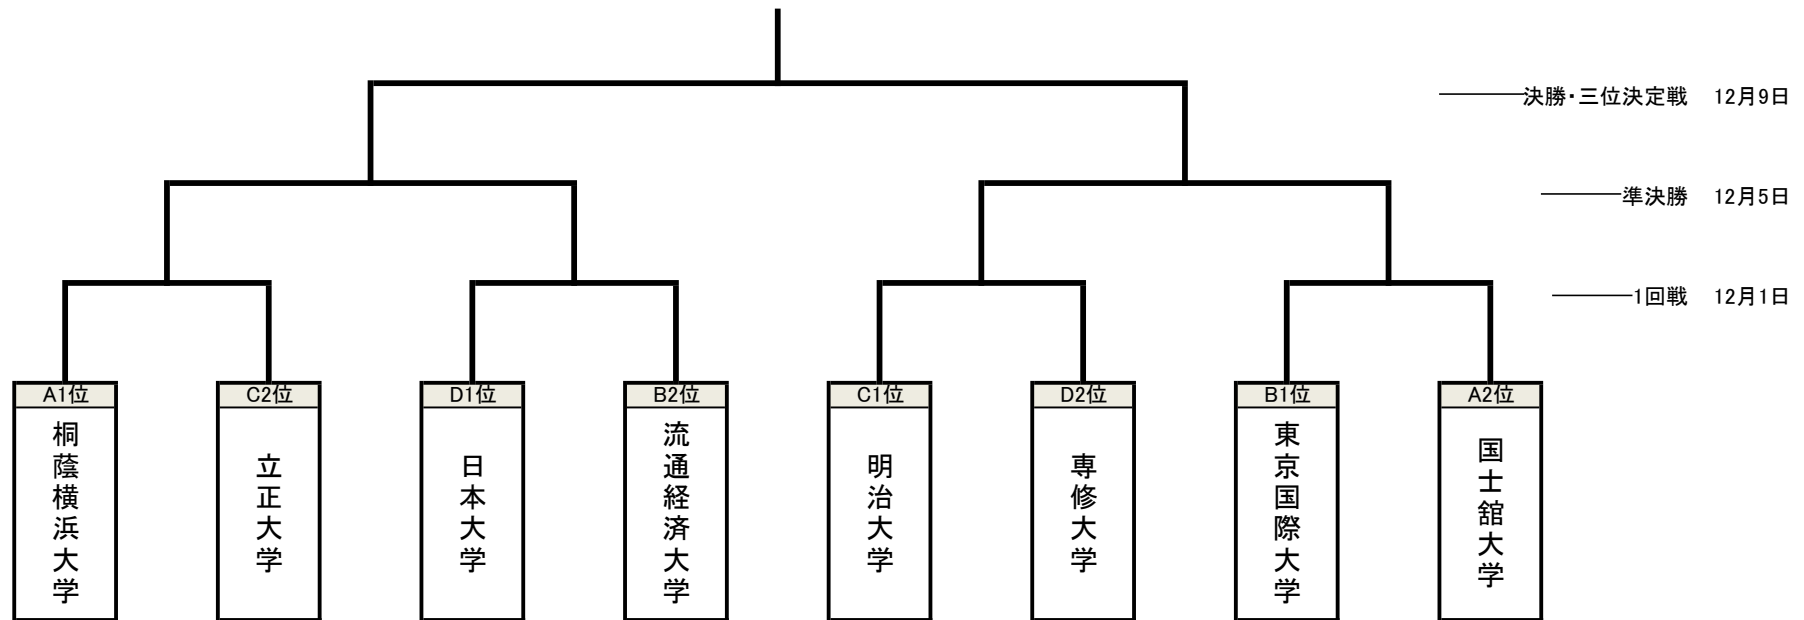 決勝・三位決定戦 12月9日
準決勝 12月5日
1回戦 12月1日
A1位
C2位
D1位
B2位
C1位
D2位
B1位
A2位
桐蔭横浜大学
立正大学
日本大学
流通経済大学
明治大学
専修大学
東京国際大学
国士舘大学